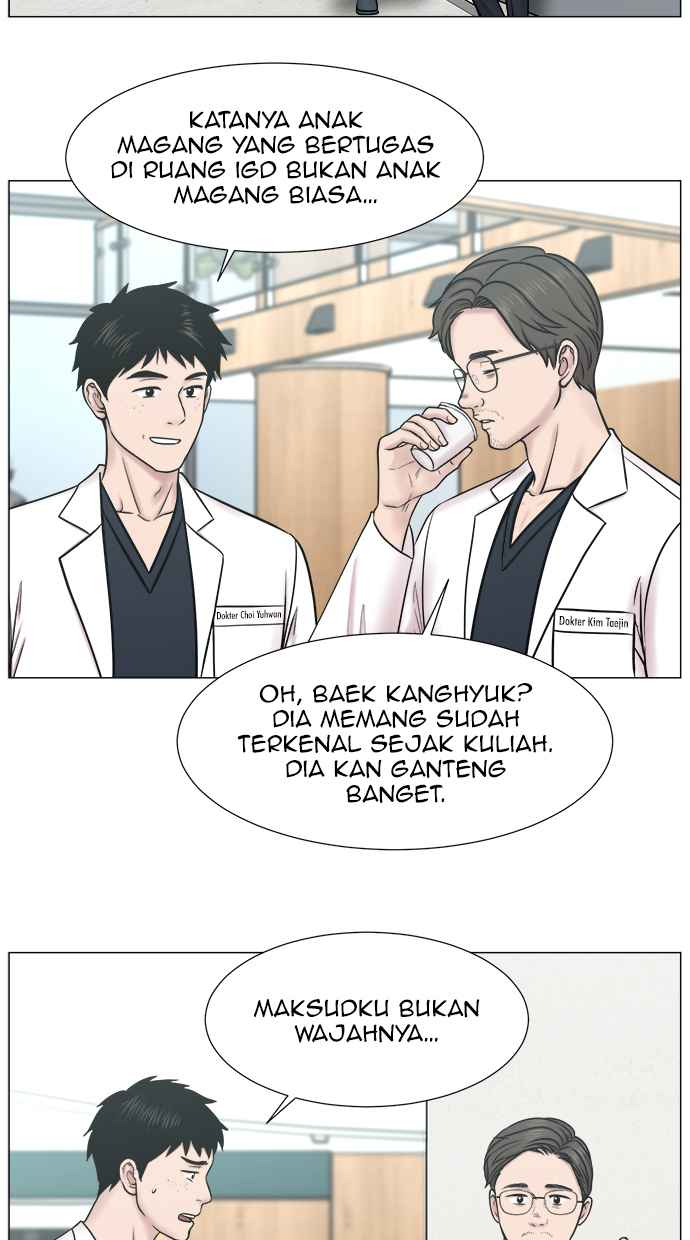 KATANYA ANAK
MAGANG YANG BERTUGAS
DI RUANG IGD BUKAN ANAK
MAGANG BIASA...
Dokter Choi Yuhwan
Dokter Kim Taejin
OH, BAEK KANGHYUK?
DIA MEMANG SUDAH
TERKENAL SEJAK KULIAH.
DIA KAN GANTENG
BANGET.
MAKSUDKU BUKAN
WAJAHNYA...